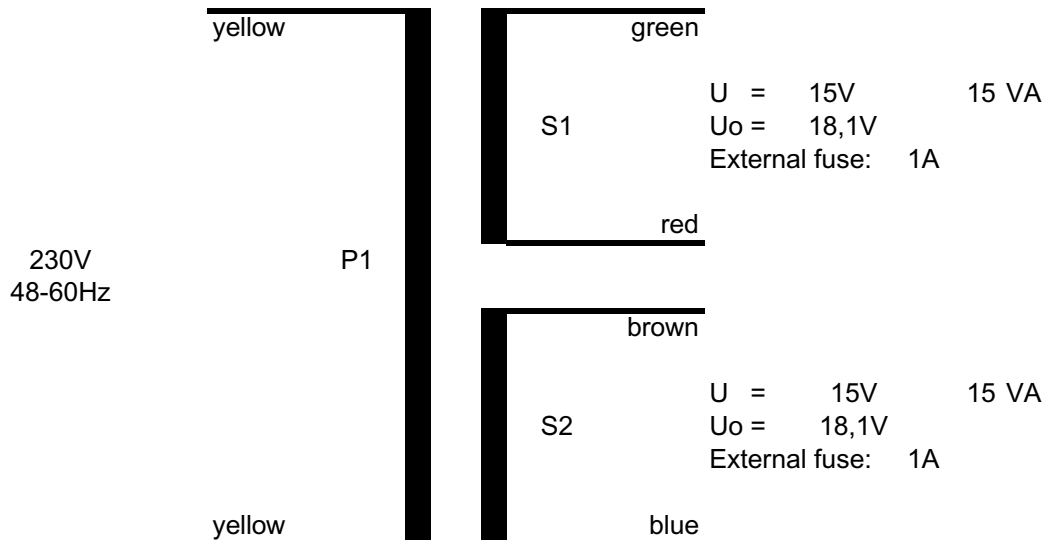 yellow
green
U = 15V 15 VA
S1
Uo = 18,1V
External fuse: 1A
red
230V
P1
48-60Hz
brown
U = 15V 15 VA
S2
Uo = 18,1V
External fuse: 1A
yellow
blue